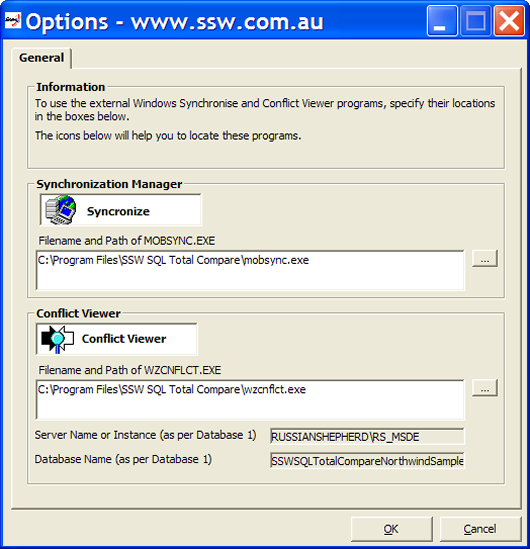 Options - www.ssw.com.au
General
Information
To use the external Windows Synchronise and Conflict Viewer programs, specify their locations
in the boxes below.
The icons below will help you to locate these programs.
Synchronization Manager
Syncronize
Filename and Path of MOBSYNC.EXE
C:\Program Files\SSW SQL Total Compare\mobsync.exe
...
Conflict Viewer
Conflict Viewer
Filename and Path of WZCNFLCT.EXE
C:\Program Files\SSW SQL Total Compare\wzcnflct.exe
...
Server Name or Instance (as per Database 1)
RUSSIANSHEPHERD\RS_MSDE
Database Name (as per Database 1)
SSWSQLTotalCompareNorthwindSample
OK
Cancel